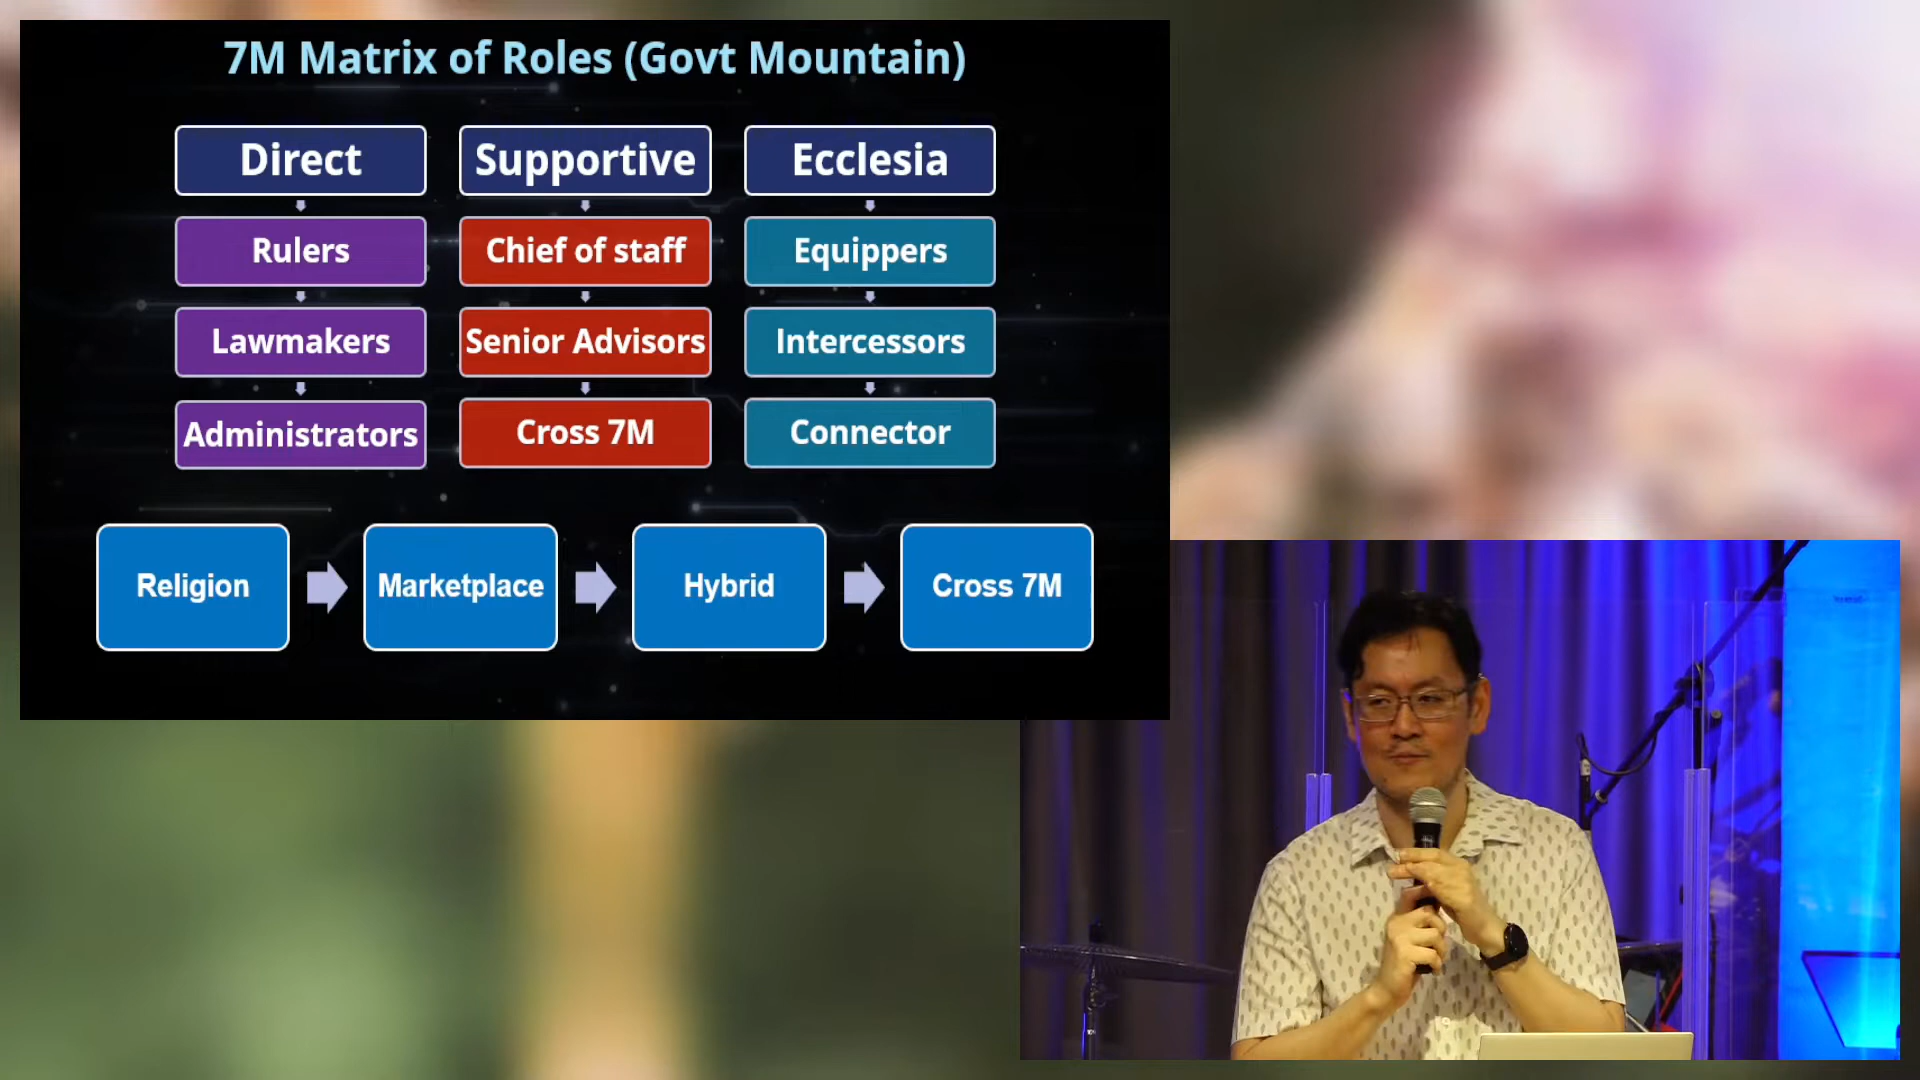 7M Matrix of Roles (Govt Mountain)
Direct
Supportive
Ecclesia
Rulers
Chief of staff
Equippers
Lawmakers
Senior Advisors
Intercessors
Administrators
Cross 7M
Connector
Religion
Marketplace
Hybrid
Cross 7M